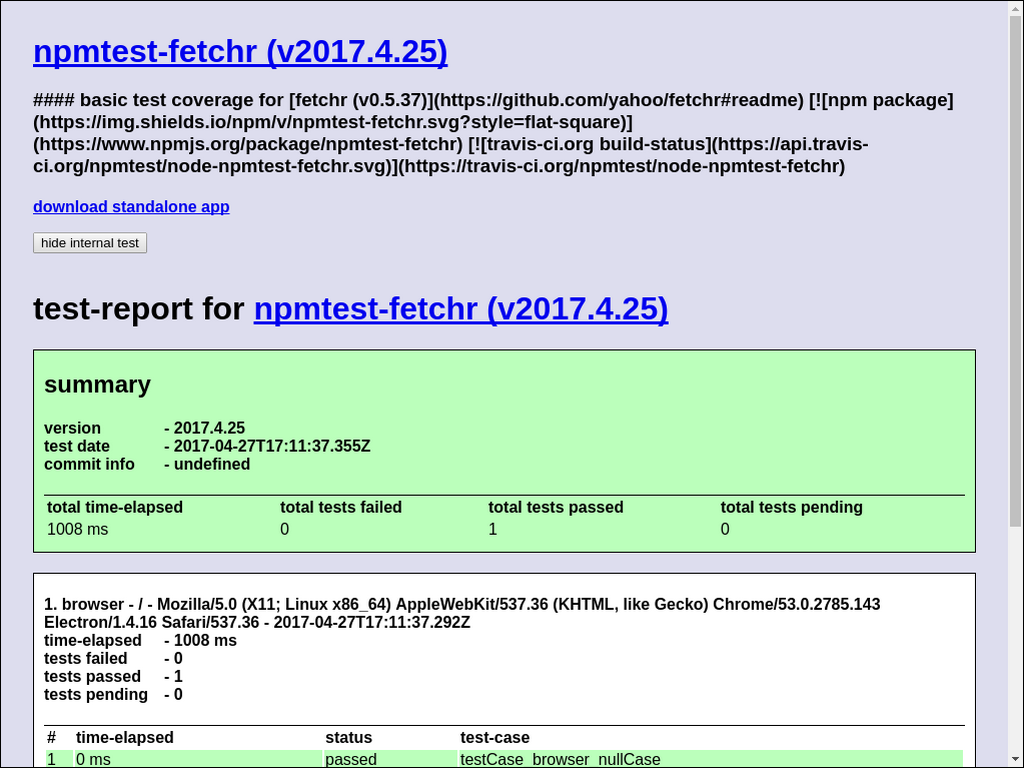 npmtest-fetchr (v2017.4.25)
#### basic test coverage for [fetchr (v0.5.37)](https://github.com/yahoo/fetchr#readme) [![npm package]
(https://img.shields.io/npm/v/npmtest-fetchr.svg?style=flat-square)]
(https://www.npmjs.org/package/npmtest-fetchr) [![travis-ci.org build-status](https://api.travis-
ci.org/npmtest/node-npmtest-fetchr.svg)](https://travis-ci.org/npmtest/node-npmtest-fetchr)
download standalone app
hide internal test
test-report for npmtest-fetchr (v2017.4.25)
summary
version - 2017.4.25
test date - 2017-04-27T17:11:37.355Z
commit info - undefined
total time-elapsed total tests failed total tests passed total tests pending
1008 ms 0 1 0
1. browser - / - Mozilla/5.0 (X11; Linux x86_64) AppleWebKit/537.36 (KHTML, like Gecko) Chrome/53.0.2785.143
Electron/1.4.16 Safari/537.36 - 2017-04-27T17:11:37.292Z
time-elapsed - 1008 ms
tests failed - 0
tests passed - 1
tests pending - 0
# time-elapsed status test-case
1 0 ms passed testCase_browser_nullCase